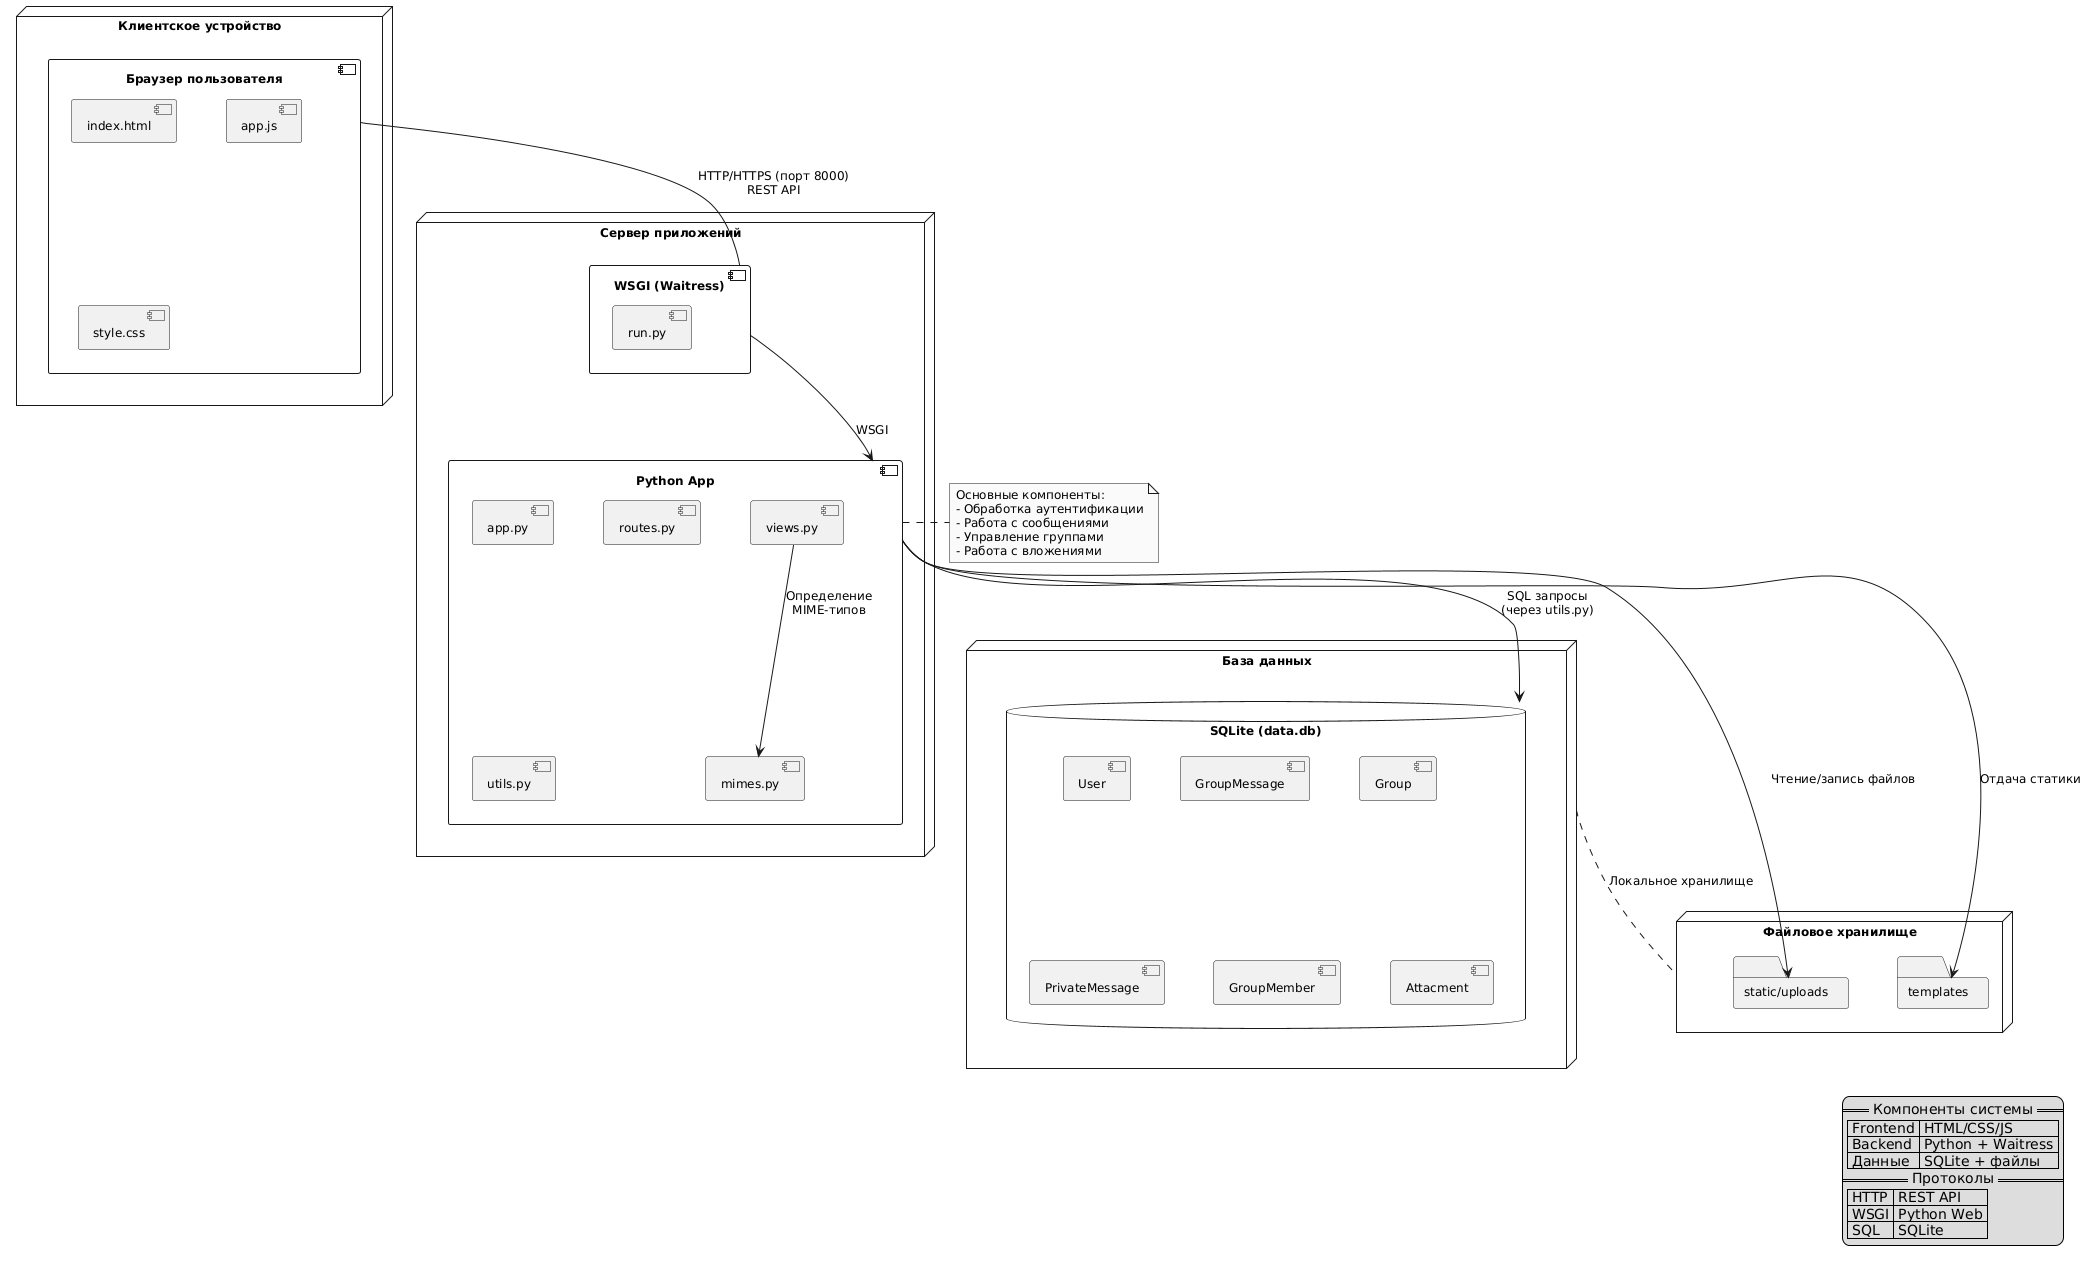 Клиентское устройство
Браузер пользователя
index.html
app.js
style.css
HTTP/HTTPS (порт 8000)
REST API
Сервер приложений
WSGI (Waitress)
run.py
WSGI
Python App
app.py
routes.py
views.py
Определение
MIME-типов
utils.py
mimes.py
Основные компоненты:
- Обработка аутентификации
- Работа с сообщениями
- Управление группами
- Работа с вложениями
SQL запросы
(через utils.py)
База данных
SQLite (data.db)
User
GroupMessage
Group
PrivateMessage
GroupMember
Attacment
Чтение/запись файлов
Отдача статики
Локальное хранилище
Файловое хранилище
static/uploads
templates
Компоненты системы
Frontend HTML/CSS/JS
Backend Python + Waitress
Данные SQLite + файлы
Протоколы
HTTP REST API
WSGI Python Web
SQL SQLite